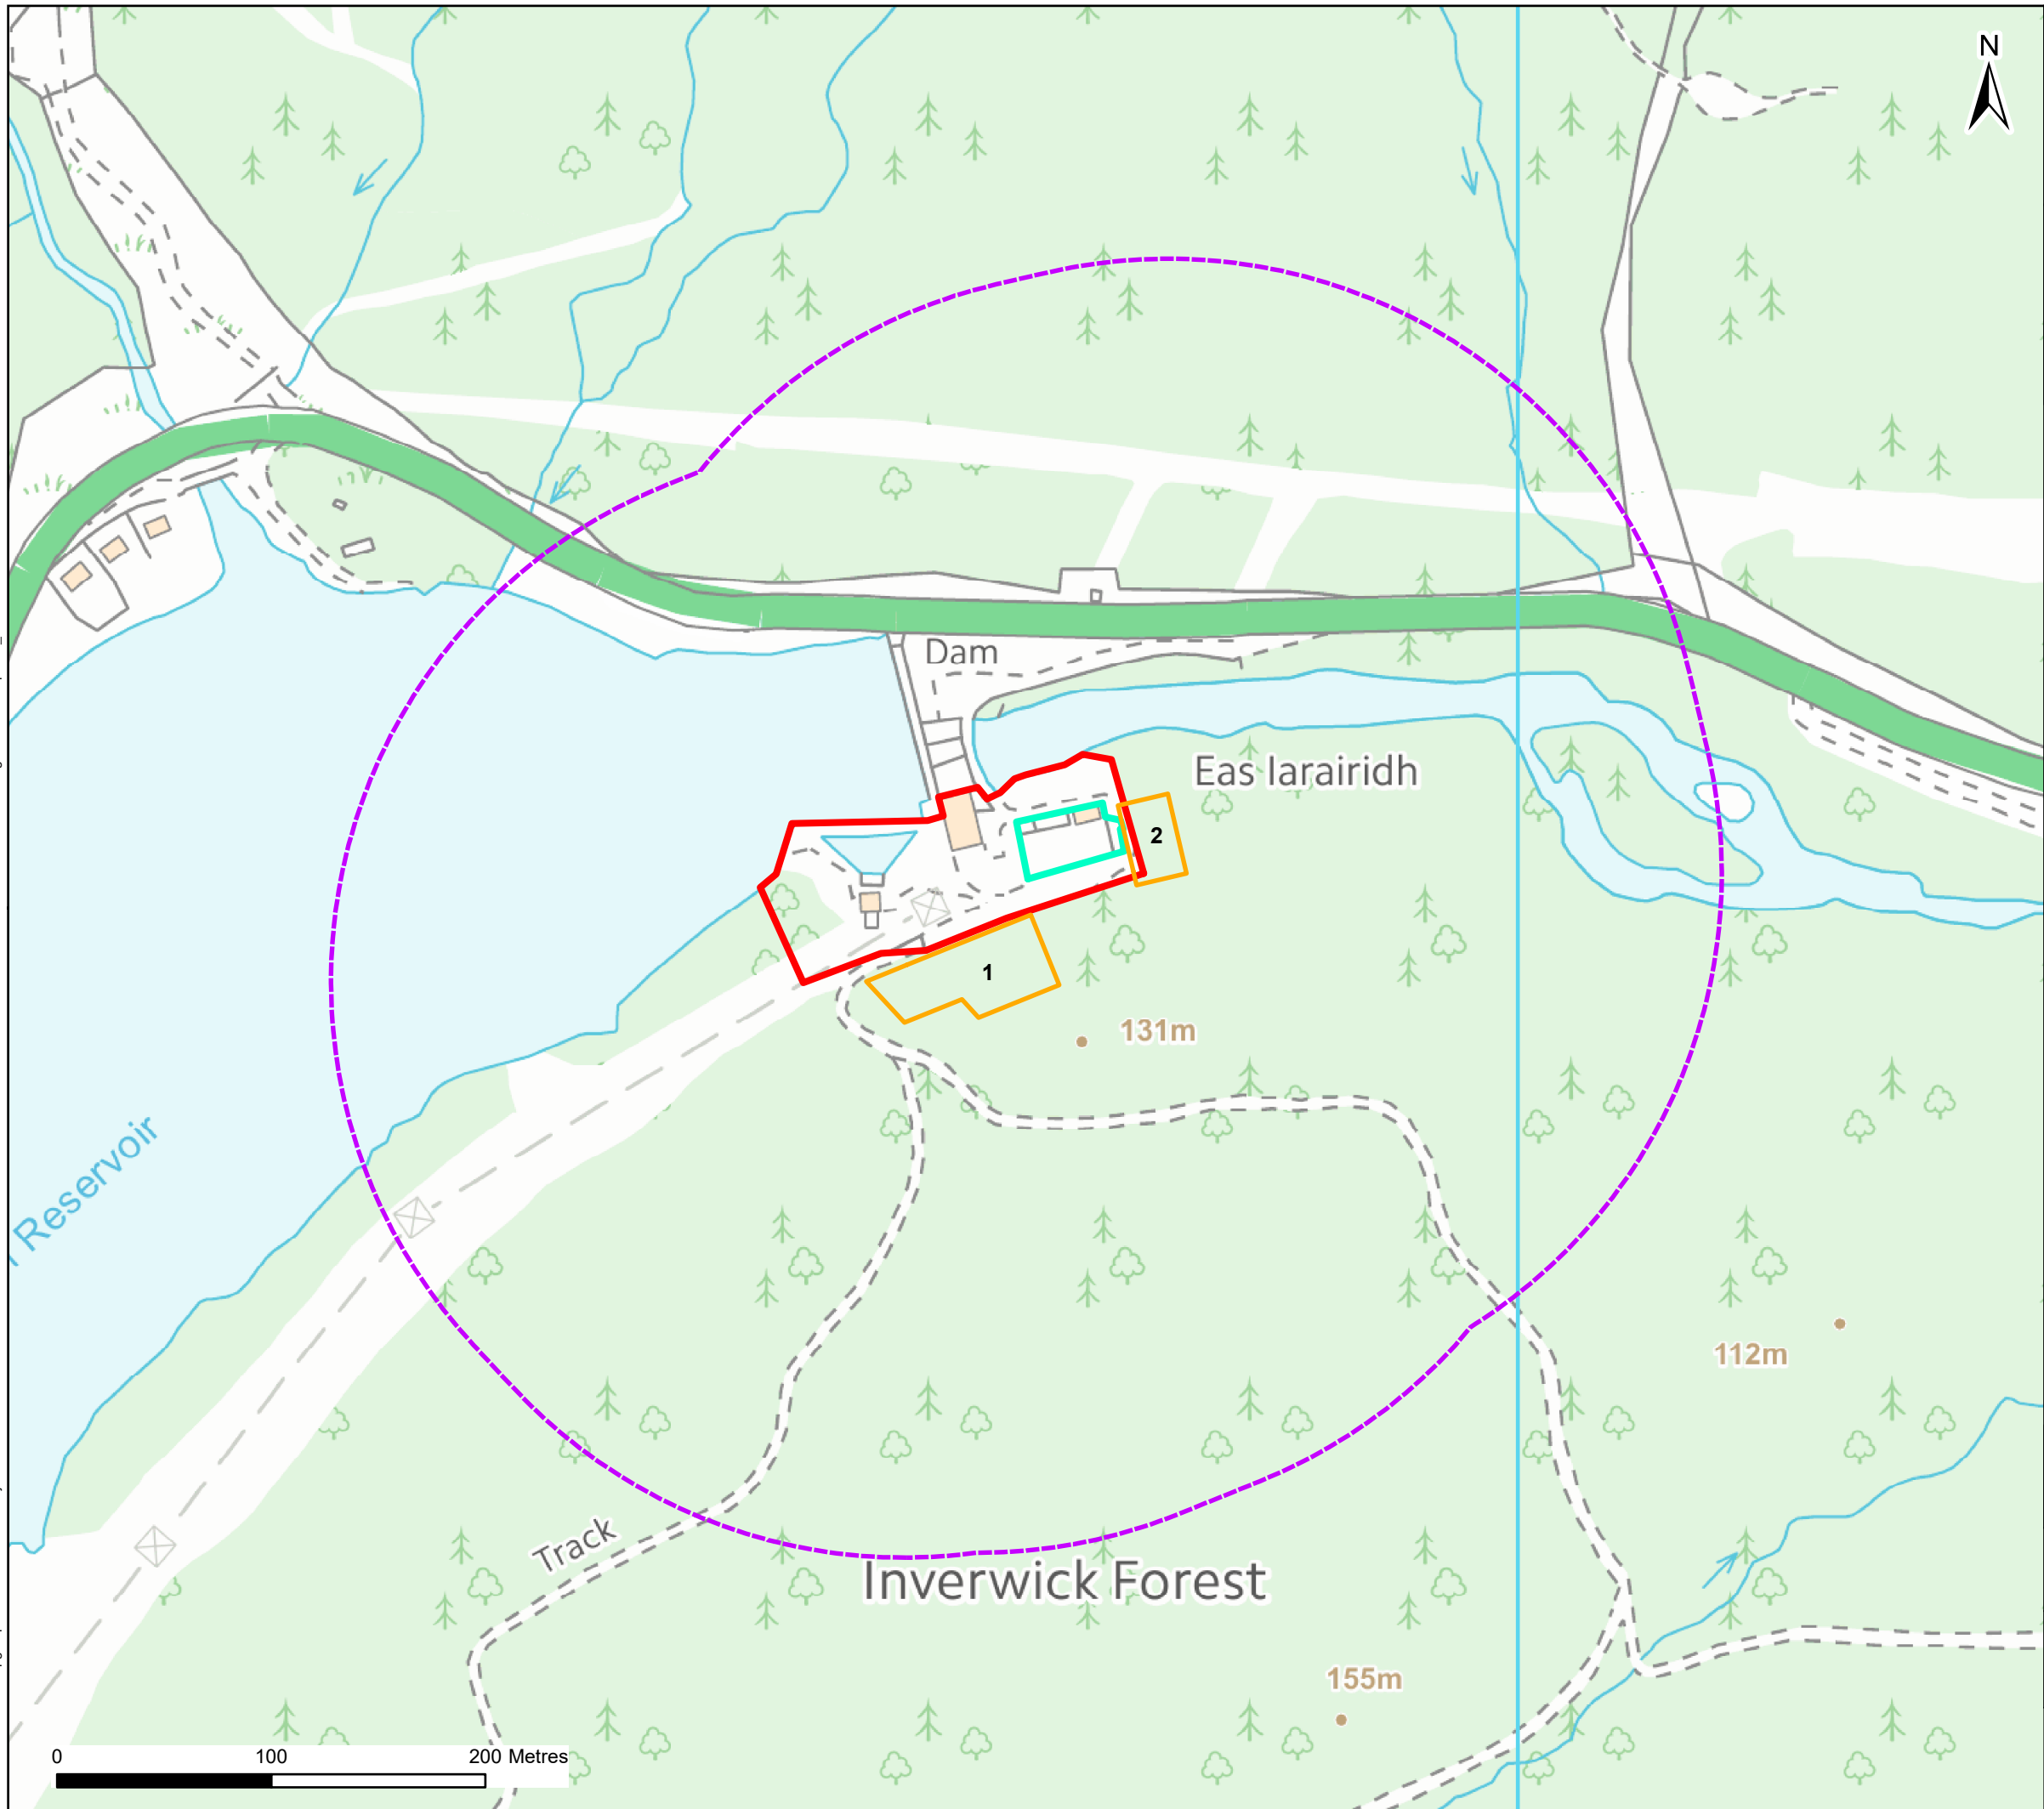 N
Dam
Eas Iarairidh
2
1
131m
Reservoir
112m
Track
Inverwick Forest
155m
0 100 200 Metres